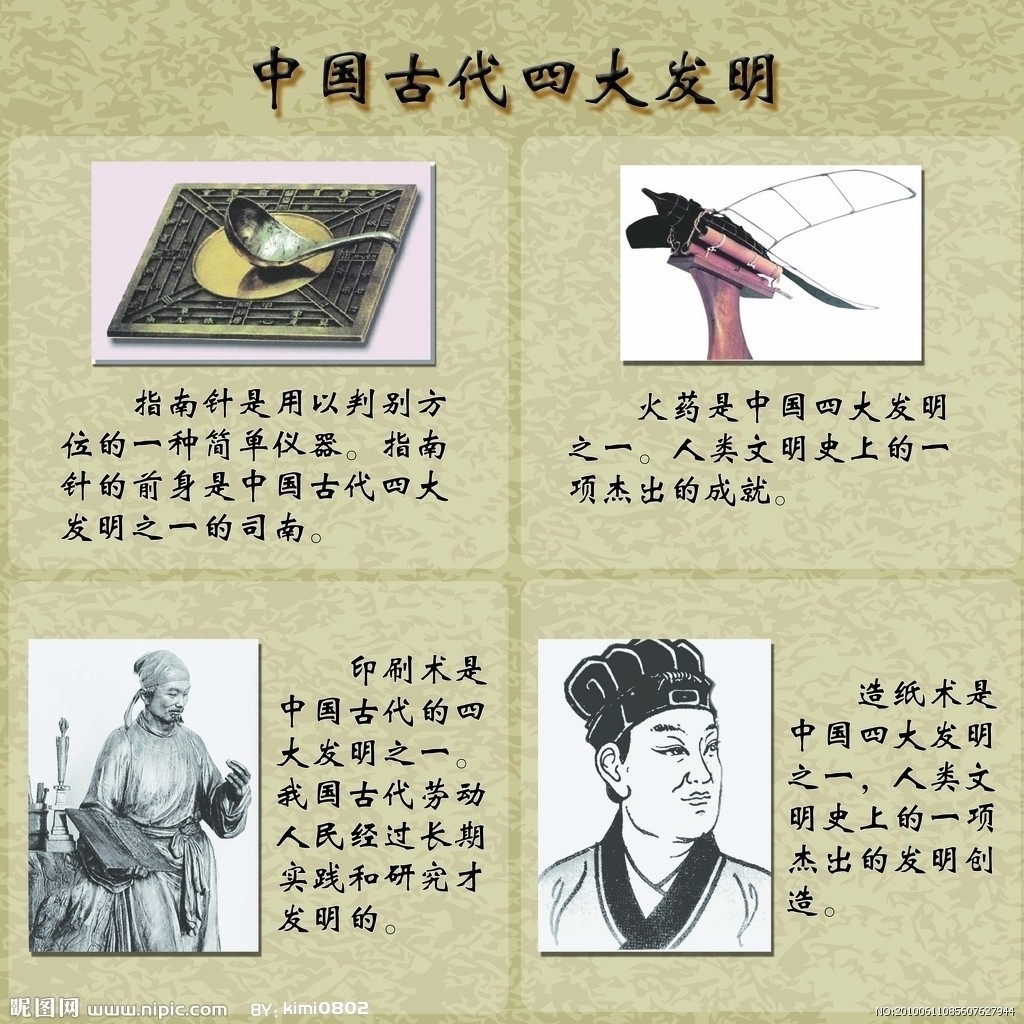 中国古代四大发明
指南针是用以判别方
位的一种简单仪器。指南
针的前身是中国古代四大
发明之一的司南。
火药是中国四大发明
之一。人类文明史上的一
项杰出的成就。
印刷术是
中国古代的四
大发明之一。
我国古代劳动
人民经过长期
实践和研究才
发明的。
造纸术是
中国四大发明
之一，人类文
明史上的一项
杰出的发明创
造。
昵图网 www.nipic.com BY: kimi0802
NO:20100611085607627944